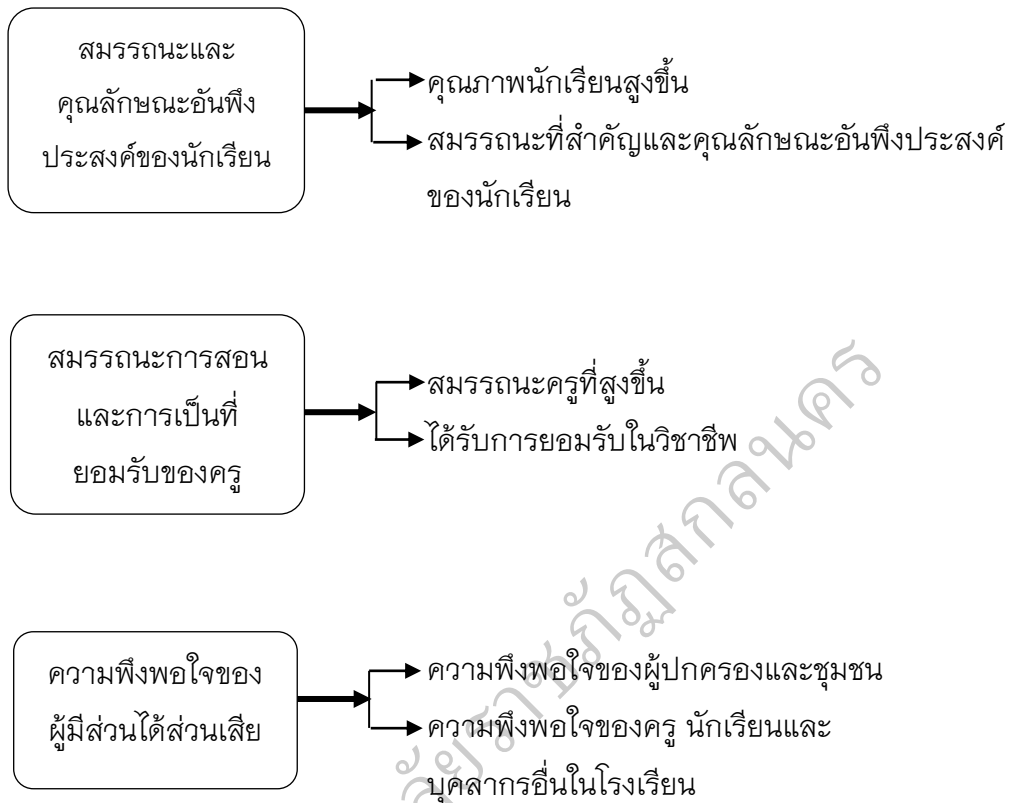 สมรรถนะและ
คุณลักษณะอันพึง
ประสงค์ของนักเรียน
คุณภาพนักเรียนสูงขึ้น
สมรรถนะที่สำคัญและคุณลักษณะอันพึงประสงค์
ของนักเรียน
สมรรถนะการสอน
และการเป็นที่
ยอมรับของครู
สมรรถนะครูที่สูงขึ้น
ได้รับการยอมรับในวิชาชีพ
ความพึงพอใจของ
ผู้มีส่วนได้ส่วนเสีย
ความพึงพอใจของผู้ปกครองและชุมชน
ความพึงพอใจของครู นักเรียนและ
บุคลากรอื่นในโรงเรียน
ลัยราชภัฏสกลนคร